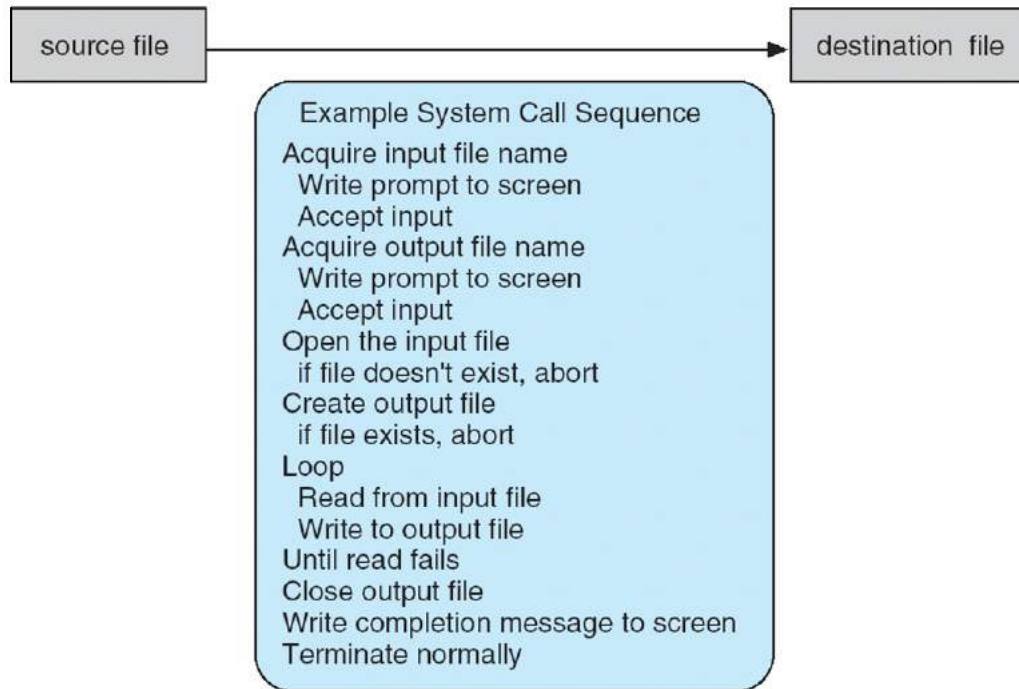 source file
destination file
Example System Call Sequence
Acquire input file name
Write prompt to screen
Accept input
Acquire output file name
Write prompt to screen
Accept input
Open the input file
if file doesn't exist, abort
Create output file
if file exists, abort
Loop
Read from input file
Write to output file
Until read fails
Close output file
Write completion message to screen
Terminate normally